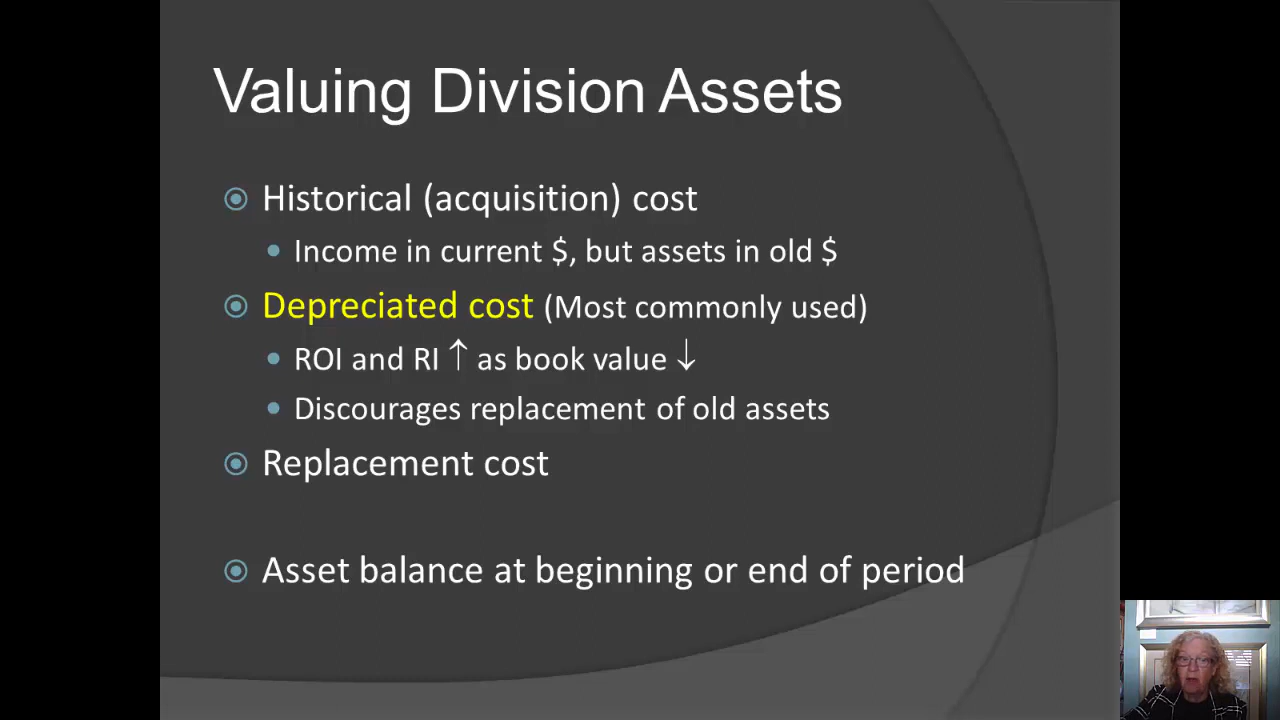 Valuing Division Assets
Historical (acquisition) cost
Income in current $, but assets in old $
Depreciated cost (Most commonly used)
ROI and RI ↑ as book value ↓
Discourages replacement of old assets
Replacement cost
Asset balance at beginning or end of period